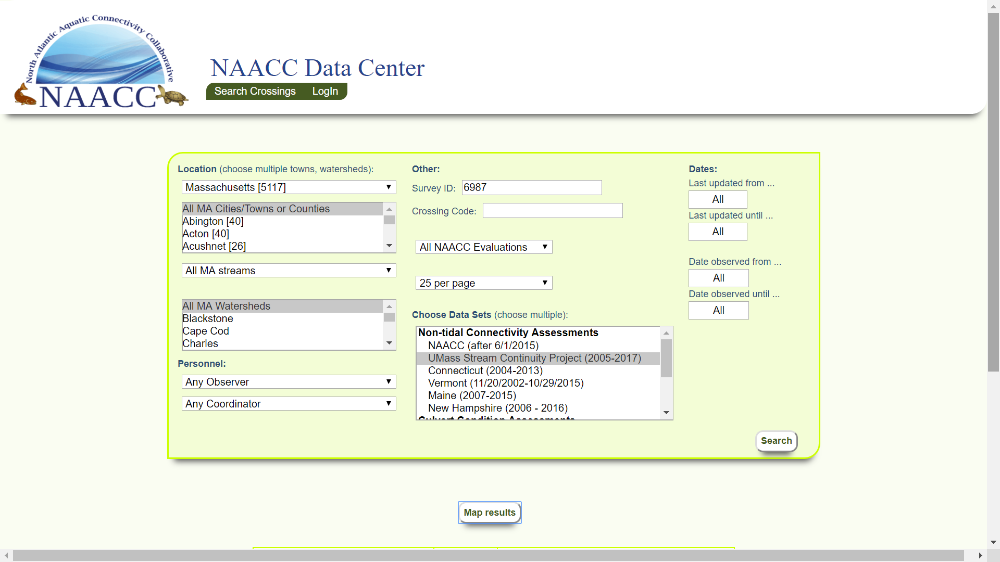 North Atlantic Aquatic Connectivity Collaborative
NAACC
NAACC Data Center
Search Crossings LogIn
Location (choose multiple towns, watersheds):
Massachusetts [5117]
All MA Cities/Towns or Counties
Abington [40]
Acton [40]
Acushnet [26]
All MA streams
All MA Watersheds
Blackstone
Cape Cod
Charles
Personnel:
Any Observer
Any Coordinator
Other:
Survey ID: 6987
Crossing Code:
All NAACC Evaluations
25 per page
Choose Data Sets (choose multiple):
Non-tidal Connectivity Assessments
NAACC (after 6/1/2015)
UMass Stream Continuity Project (2005-2017)
Connecticut (2004-2013)
Vermont (11/20/2002-10/29/2015)
Maine (2007-2015)
New Hampshire (2006 - 2016)
Culvert Condition Assessments
Dates:
Last updated from ...
All
Last updated until ...
All
Date observed from ...
All
Date observed until ...
All
Search
Map results